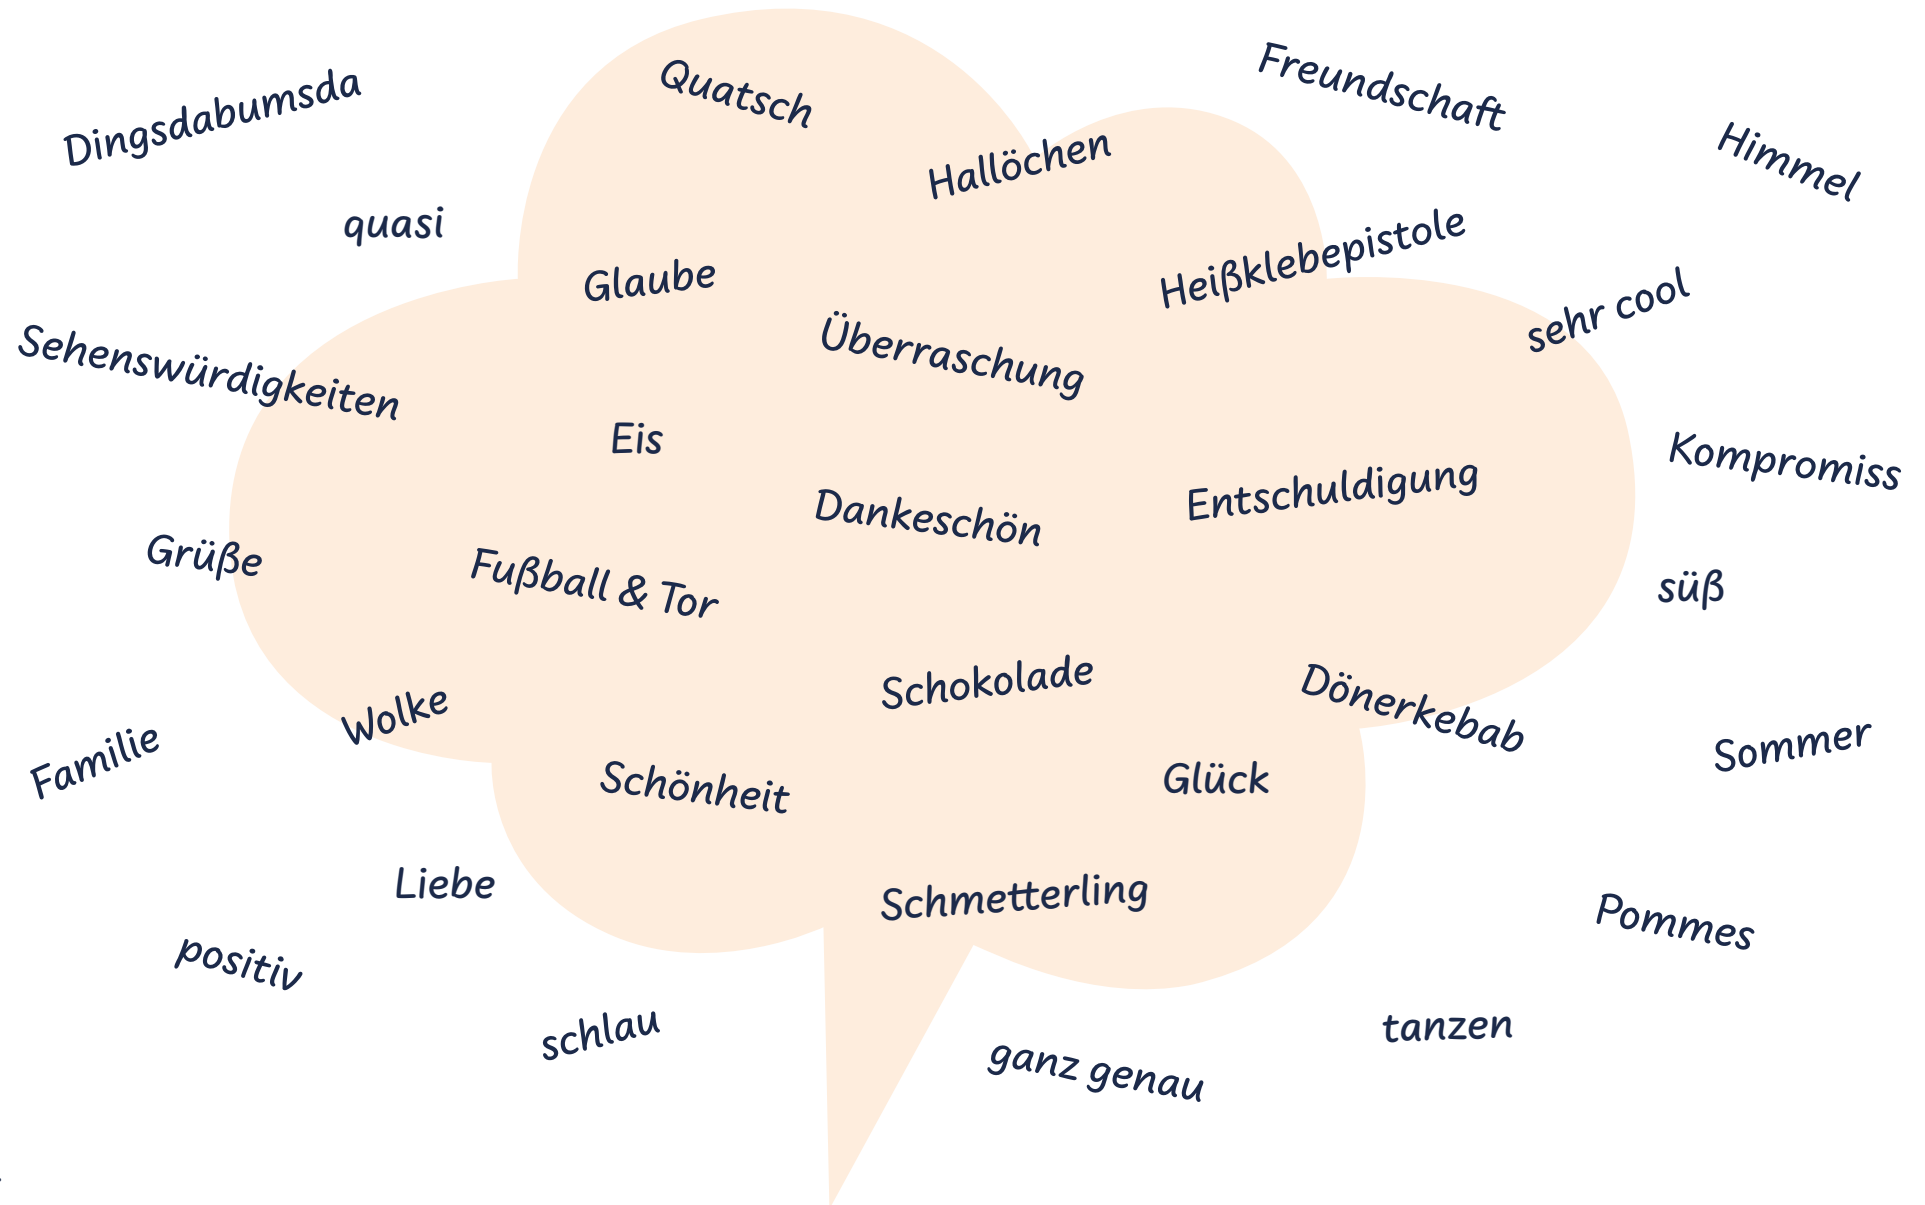 Dingsdabumsda
Quatsch
Freundschaft
Himmel
Hallöchen
quasi
Glaube
Heißklebepistole
sehr cool
Sehenswürdigkeiten
Überraschung
Eis
Kompromiss
Entschuldigung
Dankeschön
Grüße
Fußball & Tor
süß
Schokolade
Dönerkebab
Wolke
Familie
Sommer
Schönheit
Glück
Liebe
Schmetterling
Pommes
positiv
schlau
tanzen
ganz genau